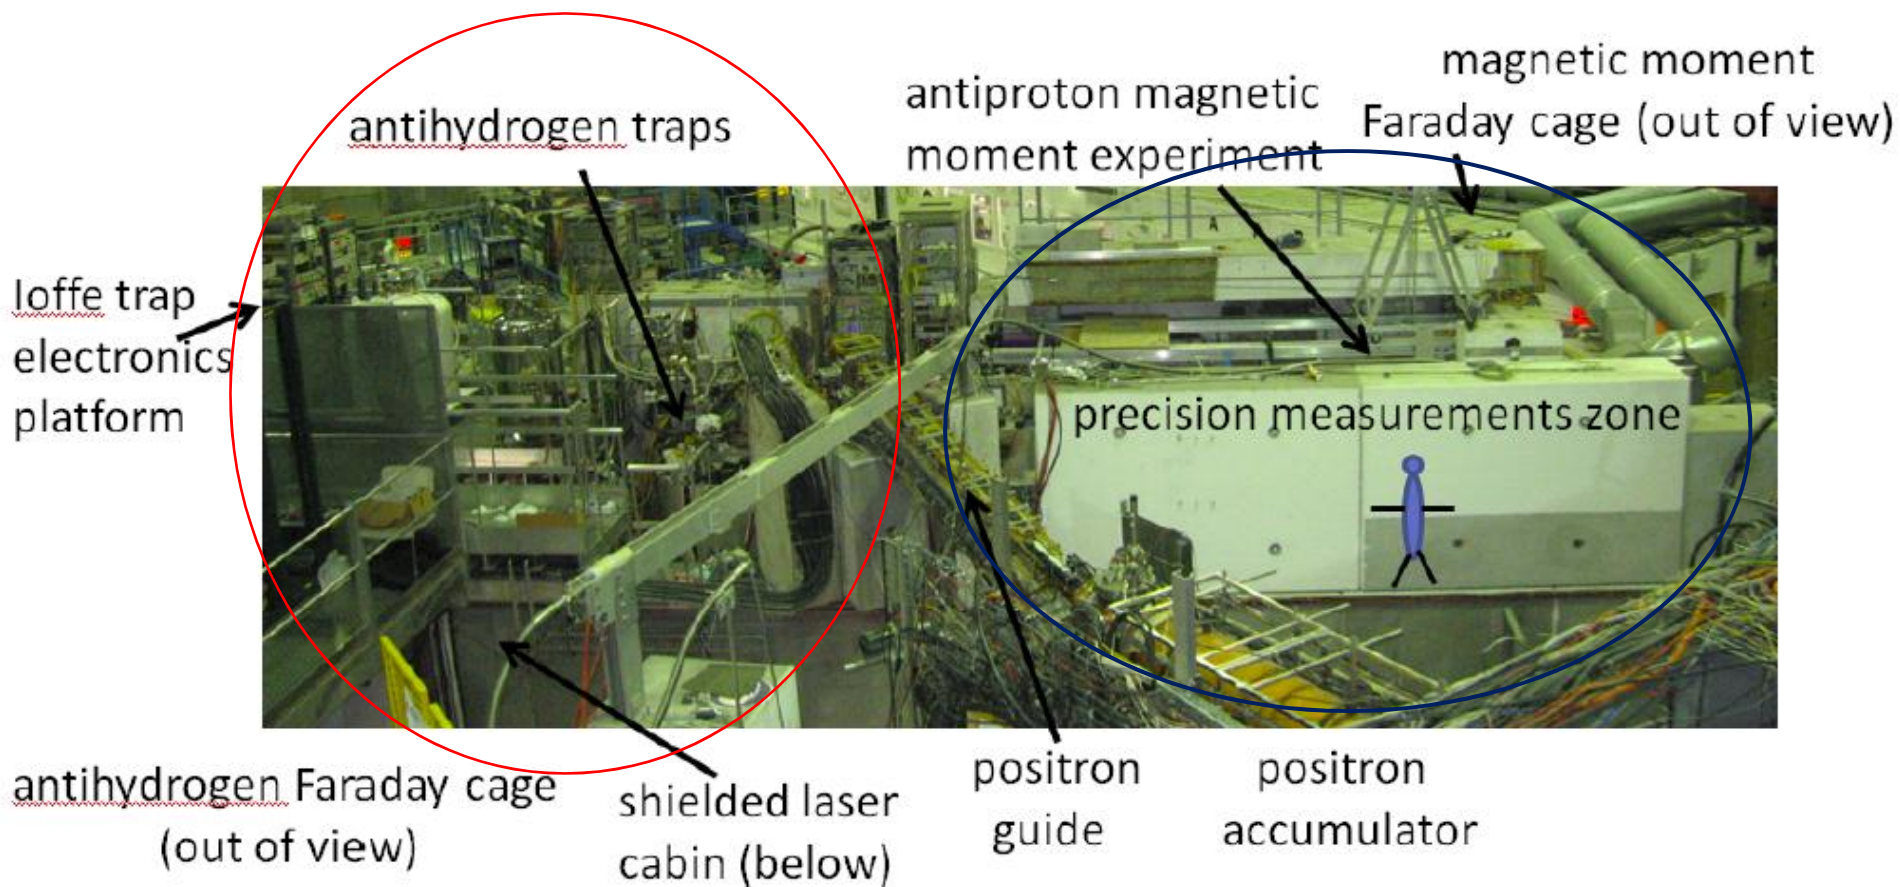 magnetic moment
Faraday cage (out of view)
antiproton magnetic
moment experiment
antihydrogen traps
Ioffe trap
electronics
platform
precision measurements zone
A
antihydrogen Faraday cage
(out of view)
shielded laser
cabin (below)
positron
guide
positron
accumulator